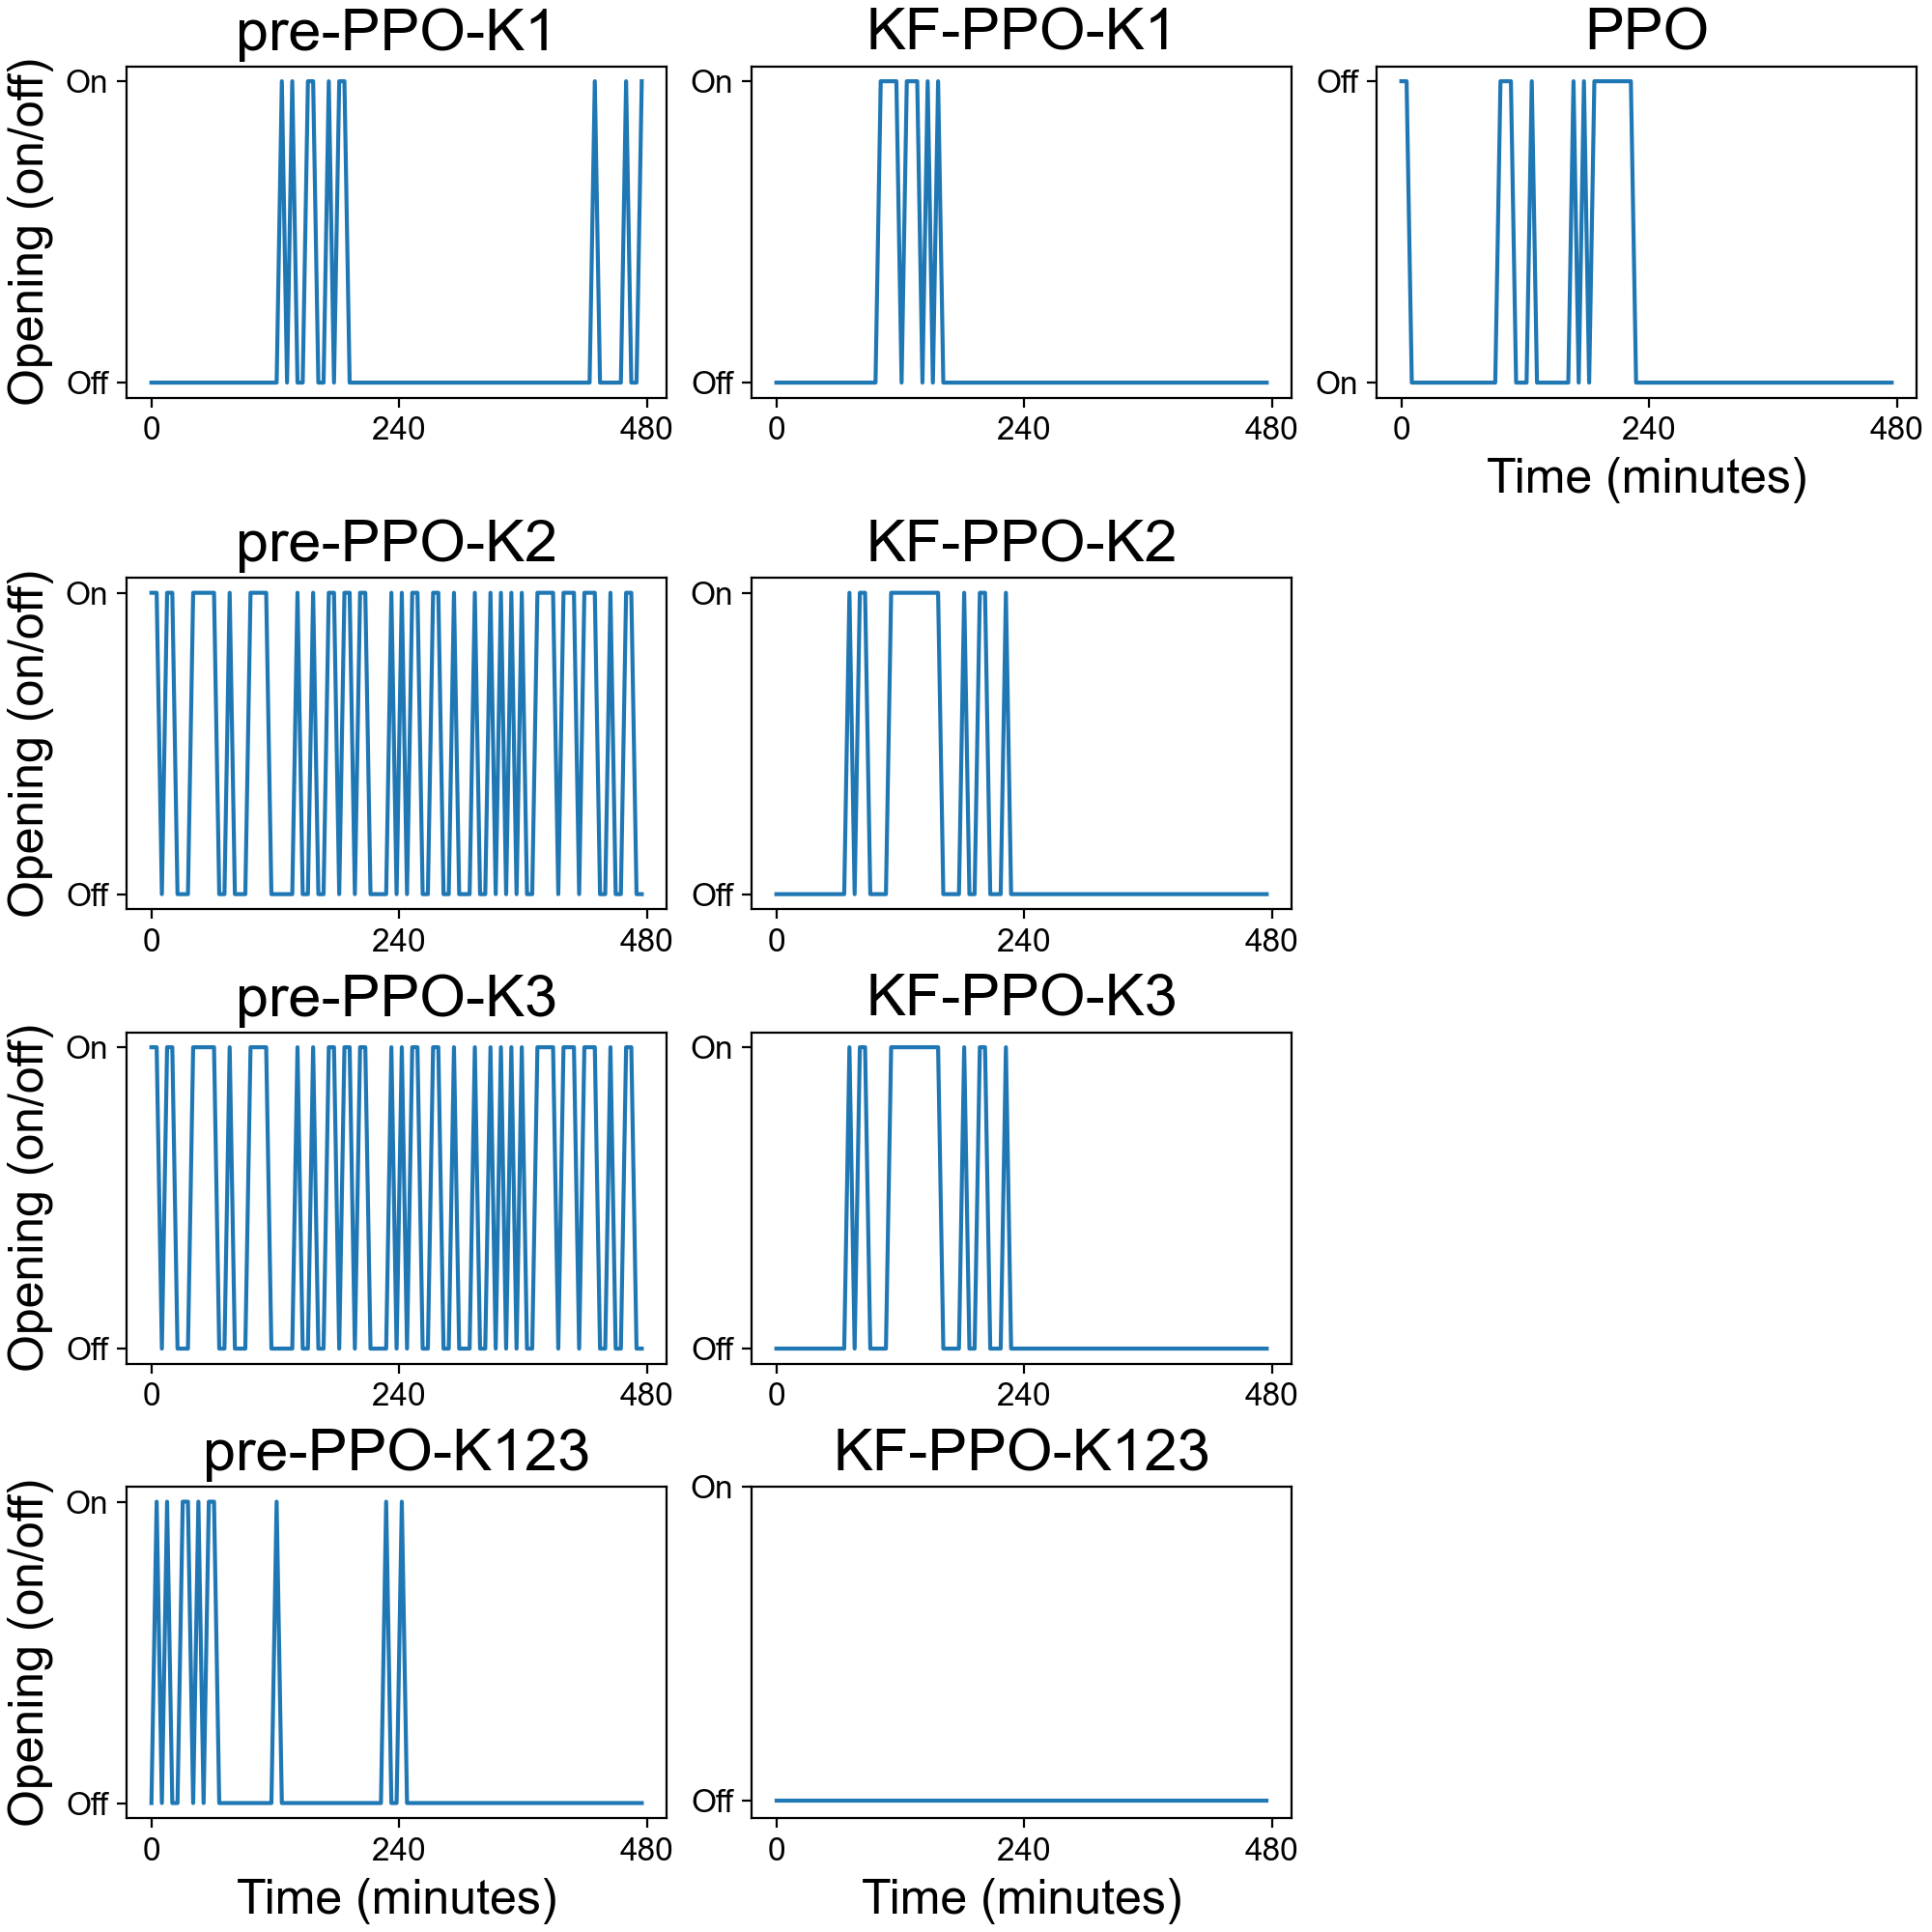 pre-PPO-K1
KF-PPO-K1
PPO
Opening (on/off)
On
Off
0
240
480
On
Off
0
240
480
Off
On
0
240
480
Time (minutes)
pre-PPO-K2
KF-PPO-K2
Opening (on/off)
On
Off
0
240
480
On
Off
0
240
480
pre-PPO-K3
KF-PPO-K3
Opening (on/off)
On
Off
0
240
480
On
Off
0
240
480
pre-PPO-K123
KF-PPO-K123
Opening (on/off)
On
Off
0
240
480
Time (minutes)
On
Off
0
240
480
Time (minutes)